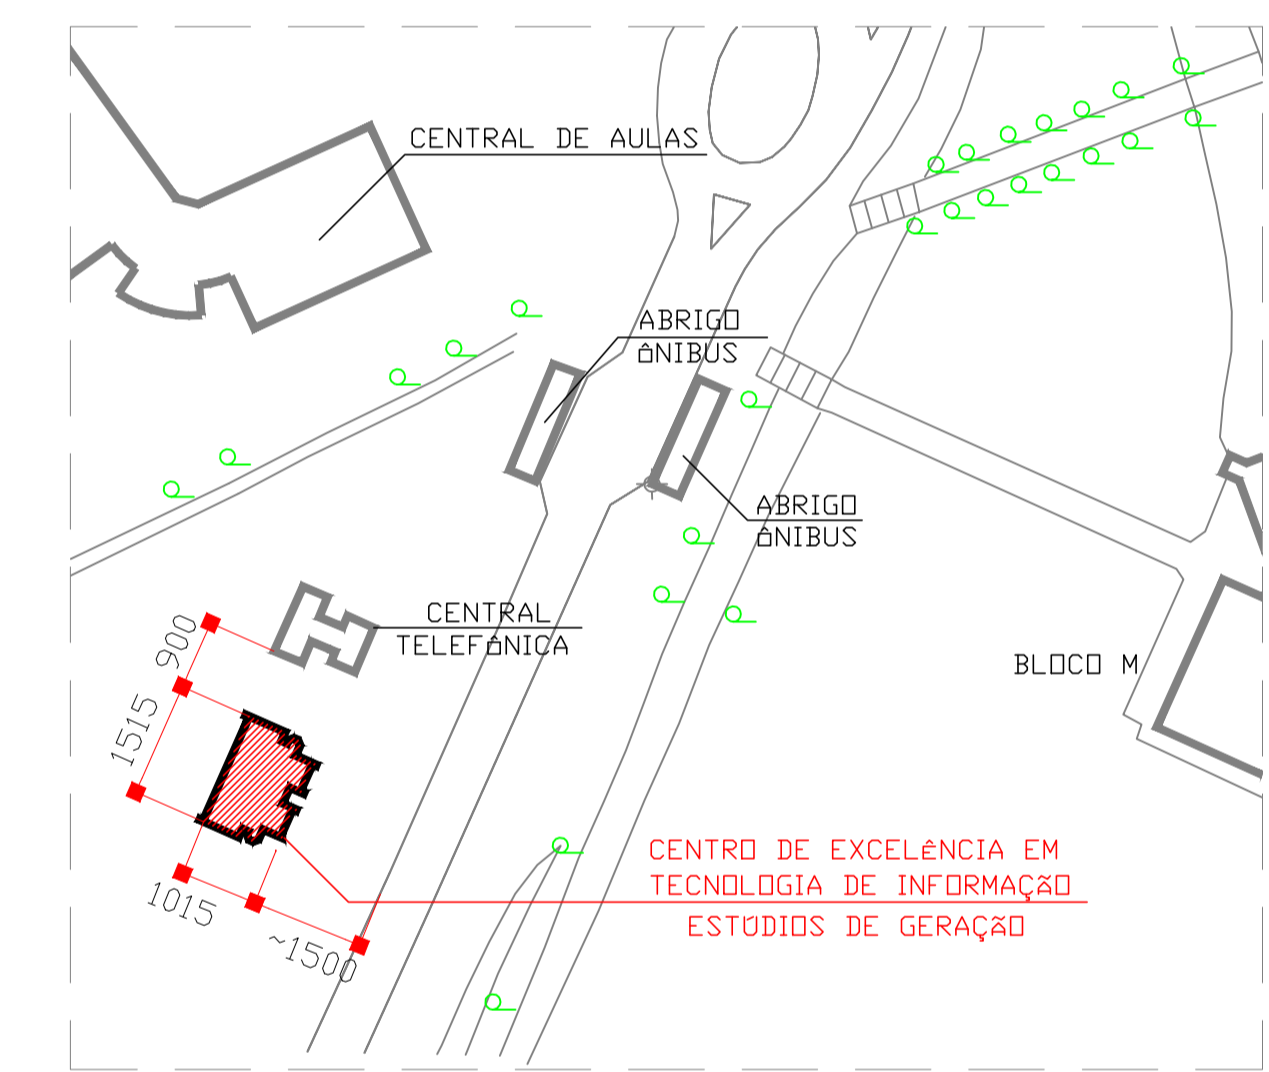 CENTRAL DE AULAS
ABRIGO
ÔNIBUS
ABRIGO
ÔNIBUS
CENTRAL
TELEFÔNICA
900
1515
BLOCO M
CENTRO DE EXCELÊNCIA EM
TECNOLOGIA DE INFORMAÇÃO
ESTÚDIOS DE GERAÇÃO
1015
~1500